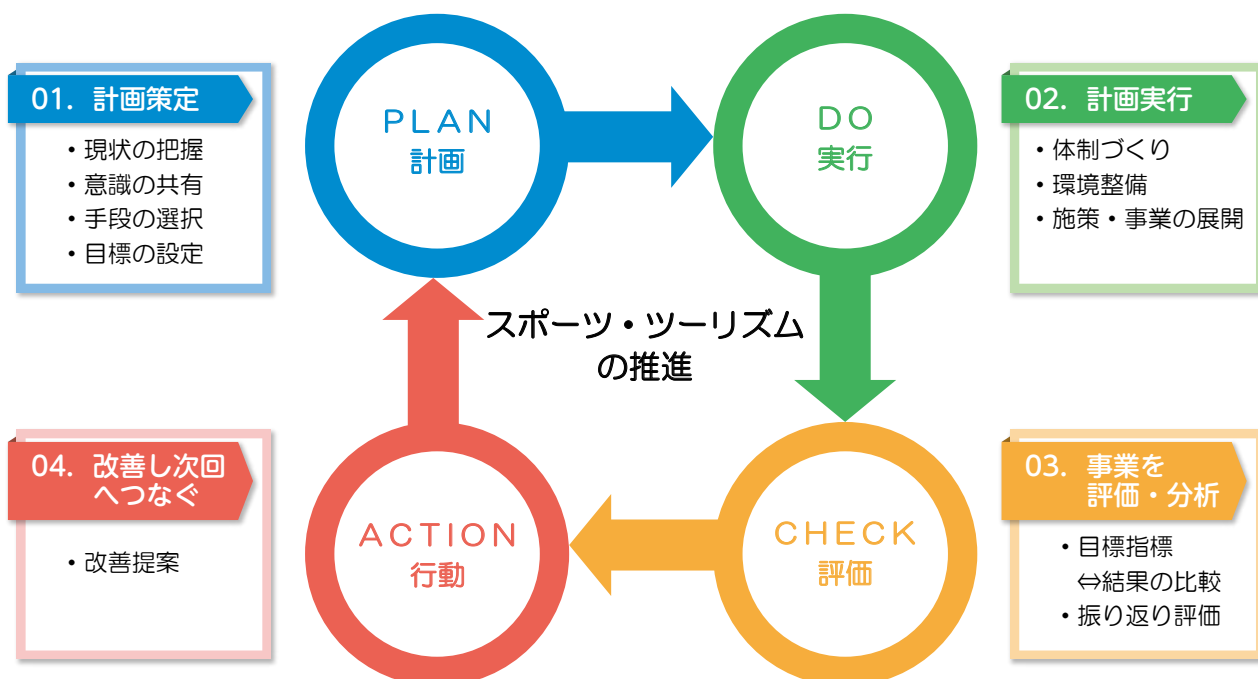 01. 計画策定
・現状の把握
・意識の共有
・手段の選択
・目標の設定
PLAN
計画
DO
実行
02. 計画実行
・体制づくり
・環境整備
・施策・事業の展開
スポーツ・ツーリズム
の推進
04. 改善し次回
へつなぐ
・改善提案
ACTION
行動
CHECK
評価
03. 事業を
評価・分析
・目標指標
⇔結果の比較
・振り返り評価